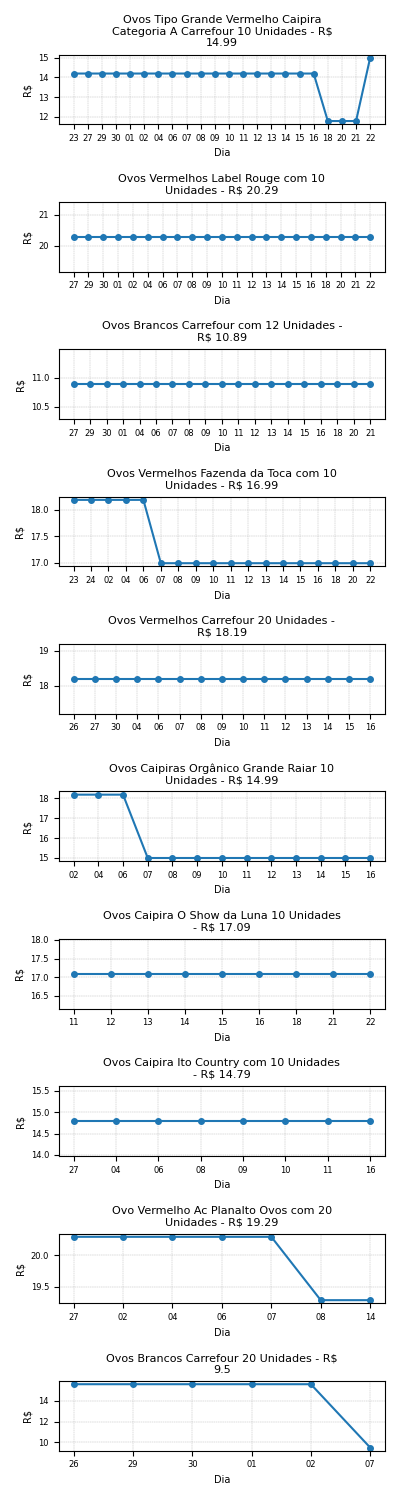 Ovos Tipo Grande Vermelho Caipira
Categoria A Carrefour 10 Unidades - R$
14.99
15
14
13
12
R$
23 27 29 30 01 02 04 06 07 08 09 10 11 12 13 14 15 16 18 20 21 22
Dia
Ovos Vermelhos Label Rouge com 10
Unidades - R$ 20.29
21
20
R$
27 29 30 01 02 04 06 07 08 09 10 11 12 13 14 15 16 18 20 21 22
Dia
Ovos Brancos Carrefour com 12 Unidades -
R$ 10.89
11.0
10.5
R$
27 29 30 01 04 06 07 08 09 10 11 12 13 14 15 16 18 20 21
Dia
Ovos Vermelhos Fazenda da Toca com 10
Unidades - R$ 16.99
18.0
17.5
17.0
R$
23 24 02 04 06 07 08 09 10 11 12 13 14 15 16 18 20 22
Dia
Ovos Vermelhos Carrefour 20 Unidades -
R$ 18.19
19
18
R$
26 27 30 04 06 07 08 09 10 11 12 13 14 15 16
Dia
Ovos Caipiras Orgânico Grande Raiar 10
Unidades - R$ 14.99
18
17
16
15
R$
02 04 06 07 08 09 10 11 12 13 14 15 16
Dia
Ovos Caipira O Show da Luna 10 Unidades
- R$ 17.09
18.0
17.5
17.0
16.5
R$
11 12 13 14 15 16 18 21 22
Dia
Ovos Caipira Ito Country com 10 Unidades
- R$ 14.79
15.5
15.0
14.5
14.0
R$
27 04 06 08 09 10 11 16
Dia
Ovo Vermelho Ac Planalto Ovos com 20
Unidades - R$ 19.29
20.0
19.5
R$
27 02 04 06 07 08 14
Dia
Ovos Brancos Carrefour 20 Unidades - R$
9.5
14
12
10
R$
26 29 30 01 02 07
Dia